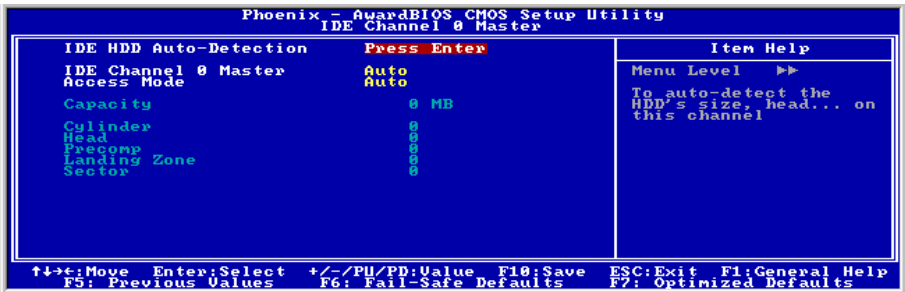 Phoenix - AwardBIOS CMOS Setup Utility
IDE Channel 0 Master
IDE HDD Auto-Detection Press Enter
IDE Channel 0 Master Auto
Access Mode Auto
Capacity 0 MB
Cylinder 0
Head 0
Precomp 0
Landing Zone 0
Sector 0
Item Help
Menu Level ▶▶
To auto-detect the
HDD's size, head... on
this channel
↑↓→←:Move Enter:Select +/-/PU/PD:Value F10:Save ESC:Exit F1:General Help
F5: Previous Values F6: Fail-Safe Defaults F7: Optimized Defaults